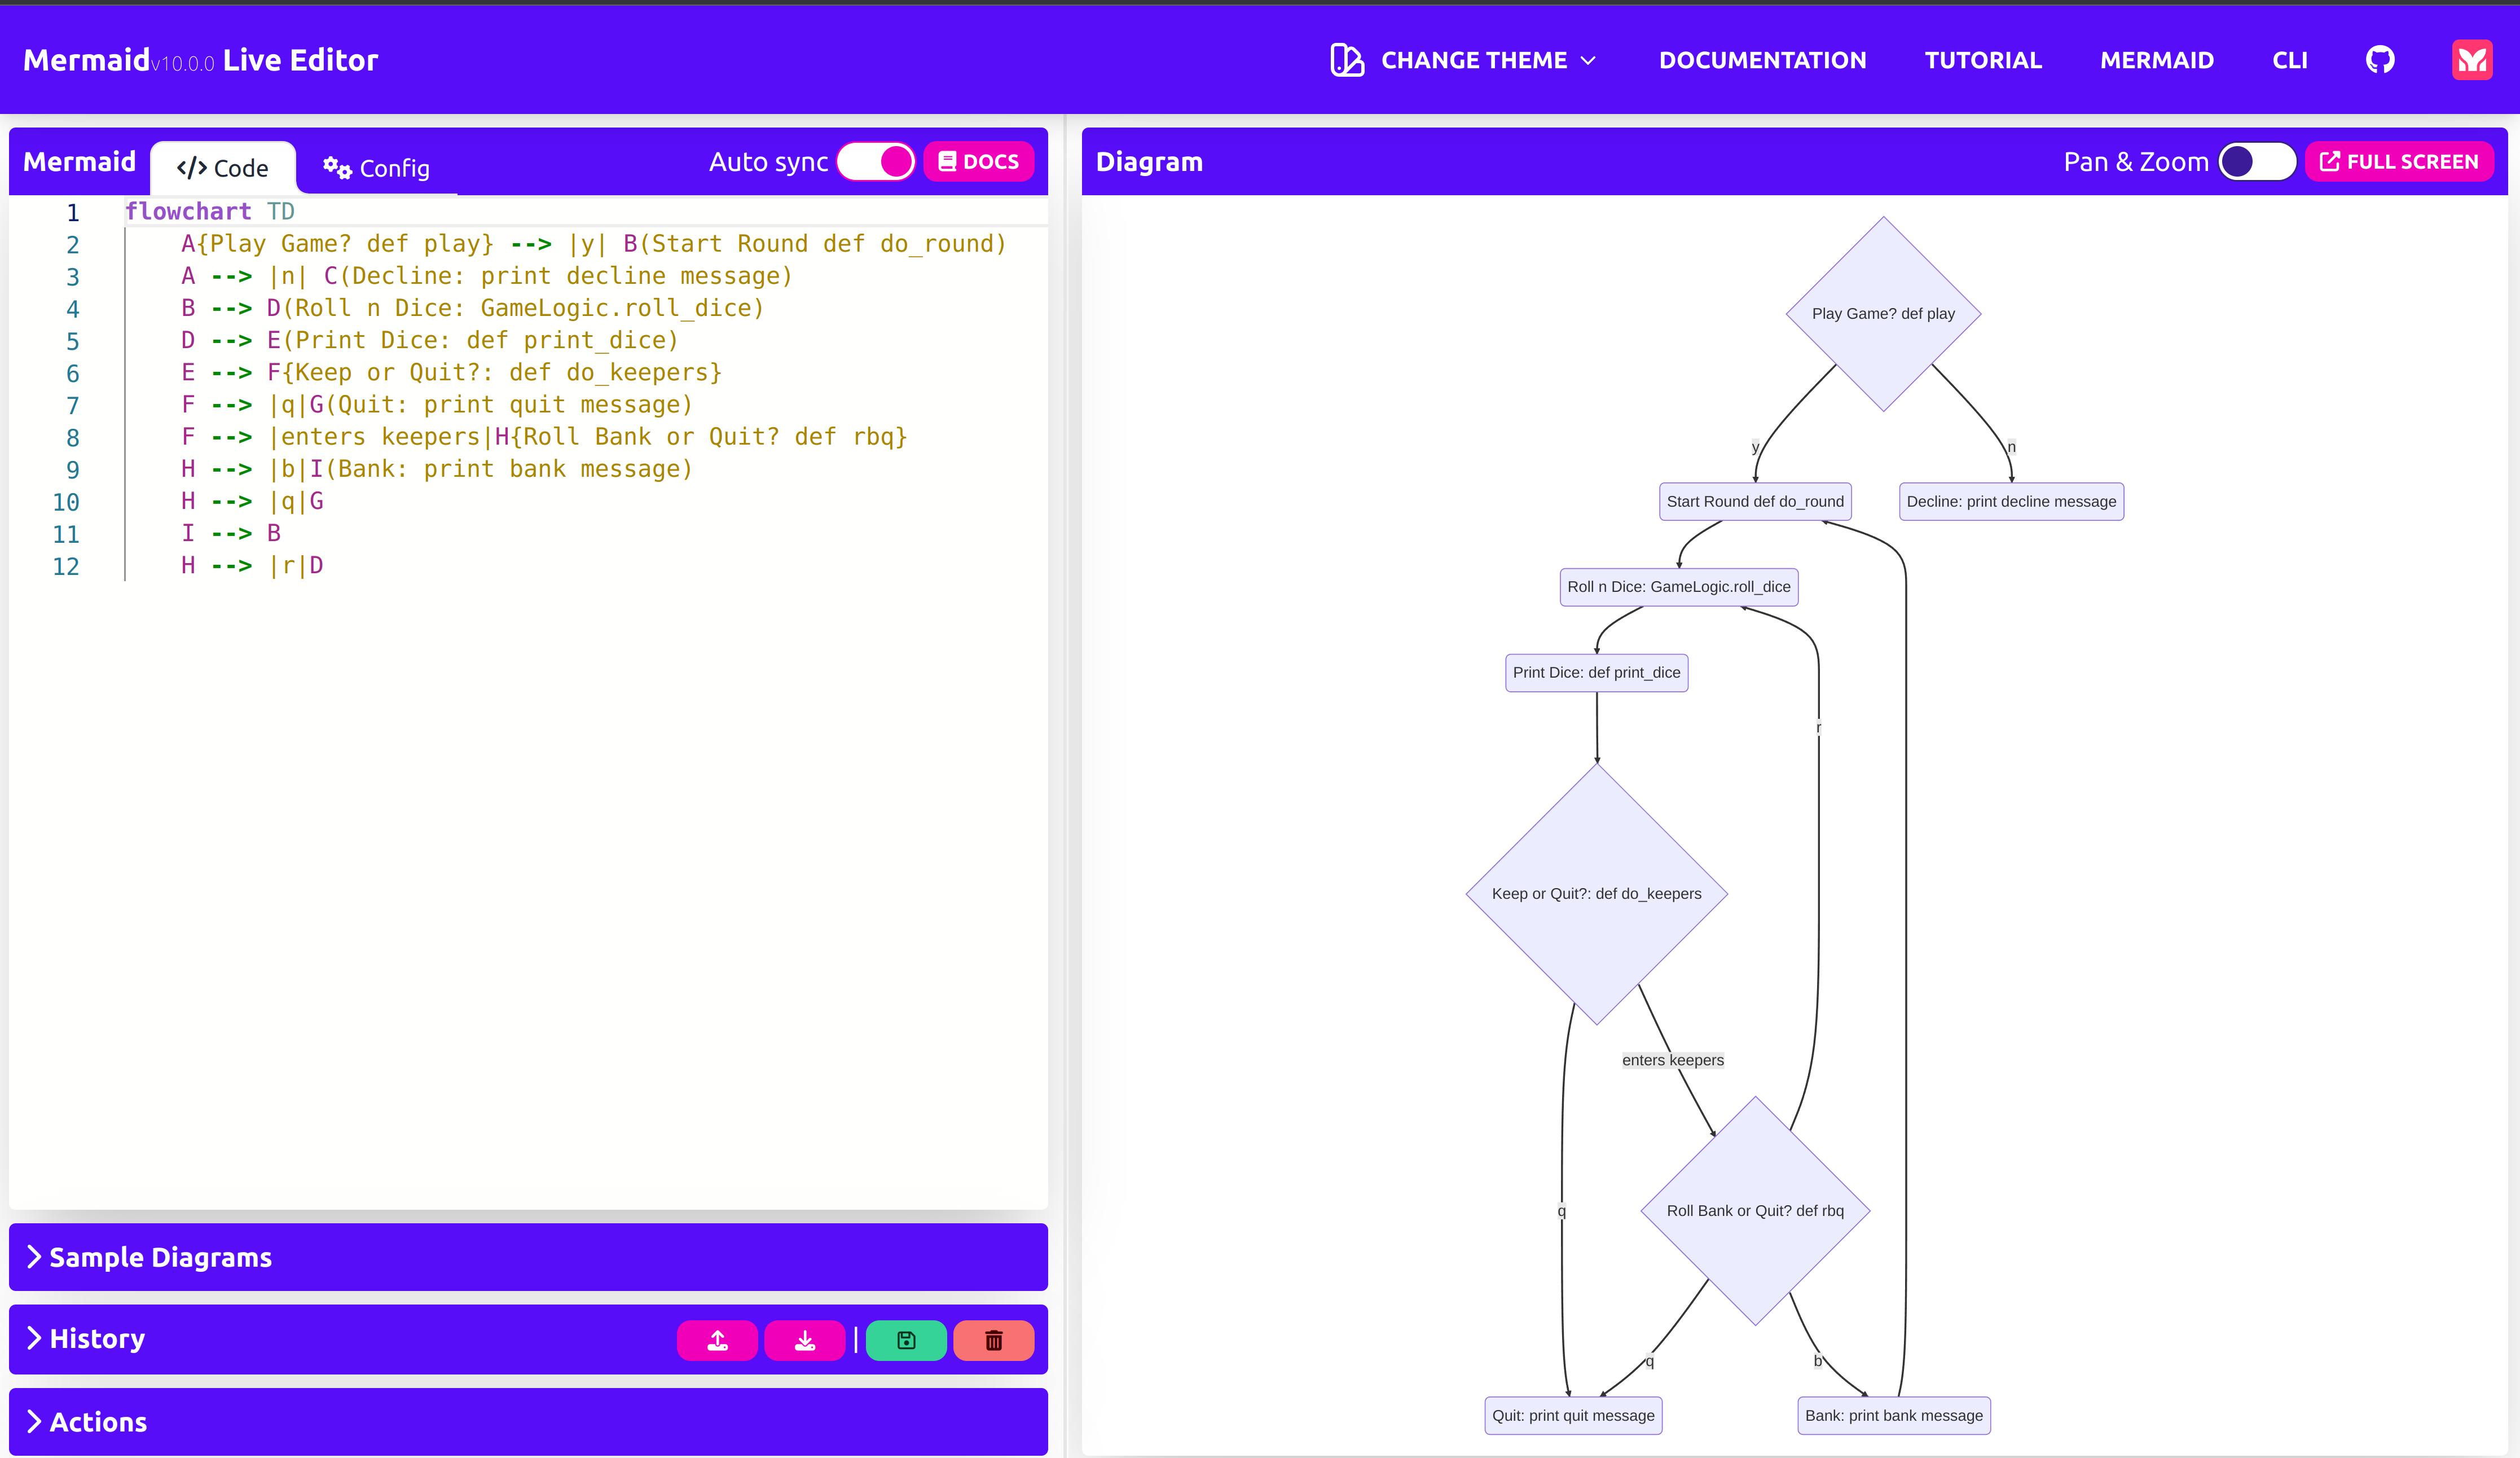 Mermaidv10.0.0 Live Editor
CHANGE THEME
DOCUMENTATION
TUTORIAL
MERMAID
CLI
Mermaid
Code
Config
Auto sync
DOCS
1 flowchart TD
2 A{Play Game? def play} --> |y| B(Start Round def do_round)
3 A --> |n| C(Decline: print decline message)
4 B --> D(Roll n Dice: GameLogic.roll_dice)
5 D --> E(Print Dice: def print_dice)
6 E --> F{Keep or Quit?: def do_keepers}
7 F --> |q|G(Quit: print quit message)
8 F --> |enters keepers|H{Roll Bank or Quit? def rbq}
9 H --> |b|I(Bank: print bank message)
10 H --> |q|G
11 I --> B
12 H --> |r|D
Sample Diagrams
History
Actions
Diagram
Pan & Zoom
FULL SCREEN
Play Game? def play
y
n
Start Round def do_round
Decline: print decline message
Roll n Dice: GameLogic.roll_dice
Print Dice: def print_dice
r
Keep or Quit?: def do_keepers
enters keepers
q
Roll Bank or Quit? def rbq
q
b
Quit: print quit message
Bank: print bank message